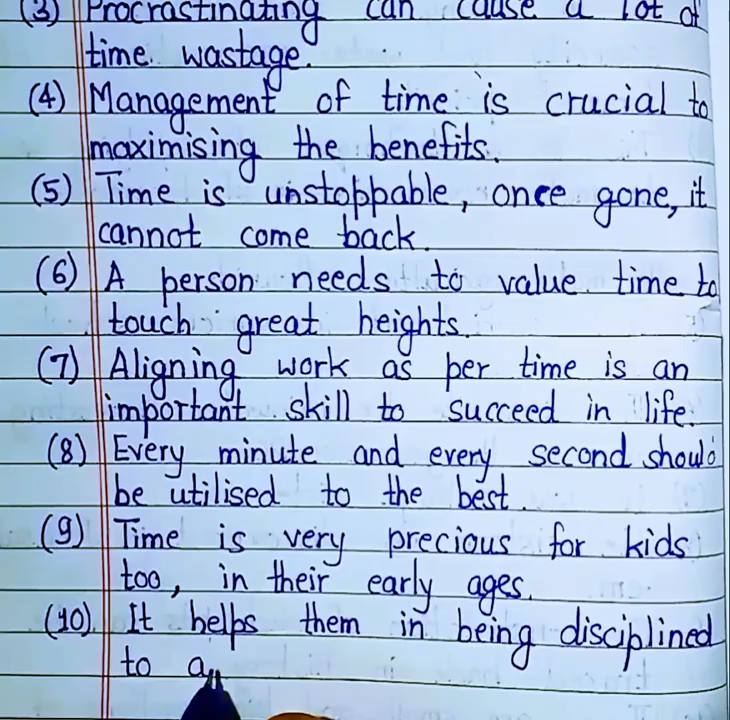 (3) Procrastinating can cause a lot of
time wastage.
(4) Management of time is crucial to
maximising the benefits.
(5) Time is unstoppable, once gone, it
cannot come back.
(6) A person needs to value time to
touch great heights.
(7) Aligning work as per time is an
important skill to succeed in life.
(8) Every minute and every second should
be utilised to the best.
(9) Time is very precious for kids
too, in their early ages.
(10) It helps them in being disciplined
to